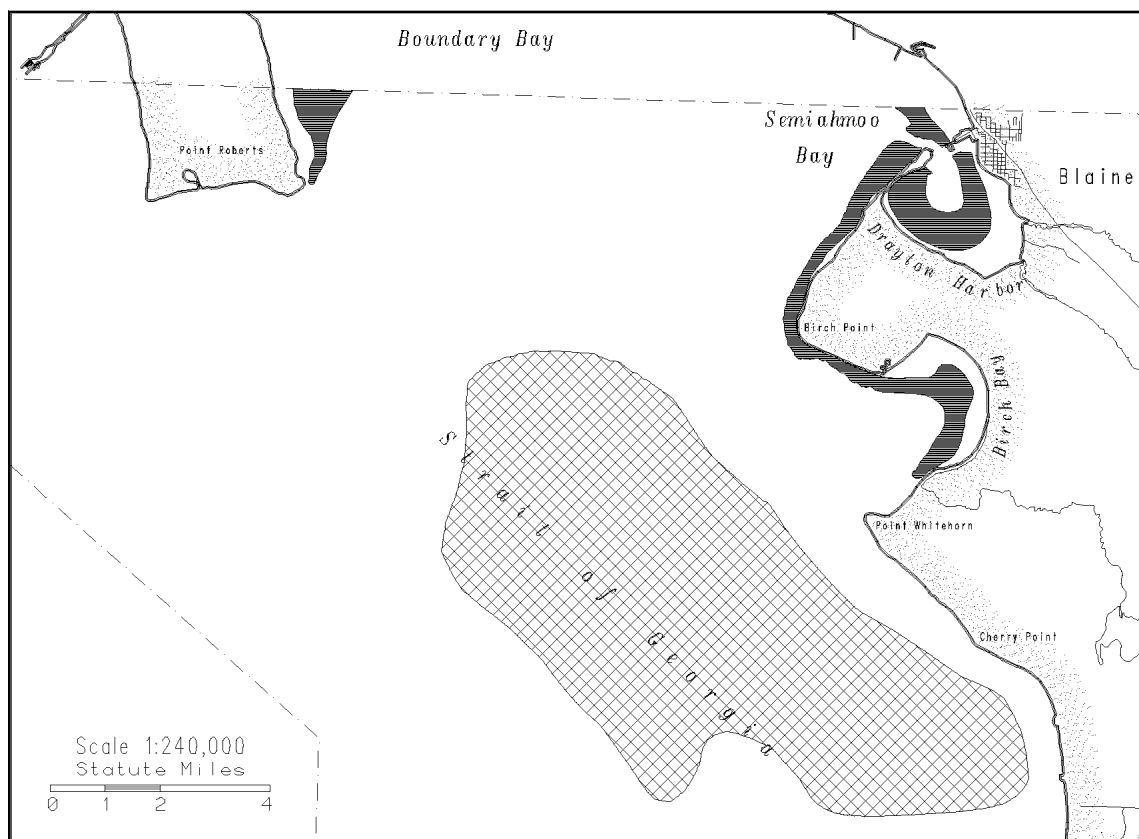 Boundary Bay
Semiahmoo
Bay
Point Roberts
Blaine
Drayton Harbor
Birch Point
Birch Bay
Strait of Georgia
Point Whitehorn
Cherry Point
Scale 1:240,000
Statute Miles
0 1 2 4